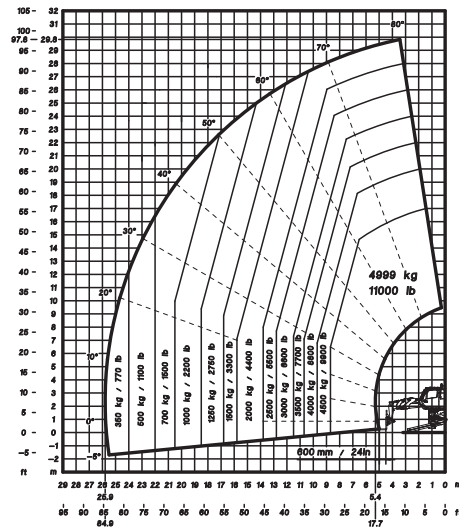 105 32
100 31
97.8 29.8
95 29
90 28
27
85 26
80 25
24
75 23
70 22
21
65 20
60 19
18
55 17
50 16
15
45 14
40 13
12
35 11
10
30 9
25 8
7
20 6
15 5
4
10 3
5 2
1
0 0
-1
-5 -2
ft m
80°
70°
60°
50°
40°
30°
20°
10°
0°
-5°
4999 kg
11000 lb
350 kg / 770 lb
500 kg / 1100 lb
700 kg / 1500 lb
1000 kg / 2200 lb
1250 kg / 2750 lb
1500 kg / 3300 lb
2000 kg / 4400 lb
2500 kg / 5500 lb
3000 kg / 6600 lb
3500 kg / 7700 lb
4000 kg / 8800 lb
4500 kg / 9900 lb
600 mm / 24in
29 28 27 26 25 24 23 22 21 20 19 18 17 16 15 14 13 12 11 10 9 8 7 6 5 4 3 2 1 0 m
25.9 5.4
95 90 85 80 75 70 65 60 55 50 45 40 35 30 25 20 15 10 5 0 ft
84.9 17.7